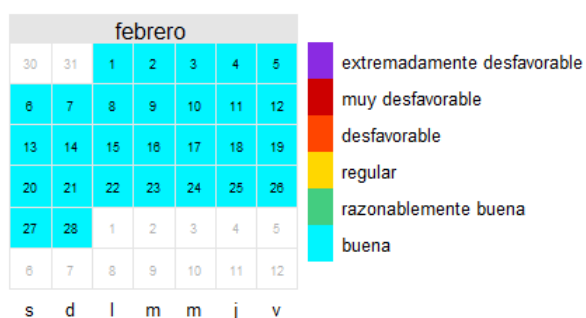 febrero
30 31 1 2 3 4 5
6 7 8 9 10 11 12
13 14 15 16 17 18 19
20 21 22 23 24 25 26
27 28 1 2 3 4 5
6 7 8 9 10 11 12
s d l m m j v
extremadamente desfavorable
muy desfavorable
desfavorable
regular
razonablemente buena
buena